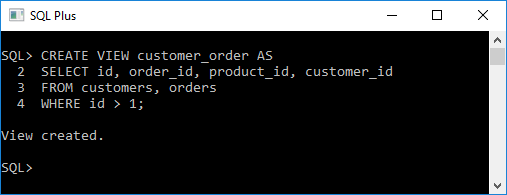 SQL Plus
SQL> CREATE VIEW customer_order AS
2 SELECT id, order_id, product_id, customer_id
3 FROM customers, orders
4 WHERE id > 1;
View created.
SQL>